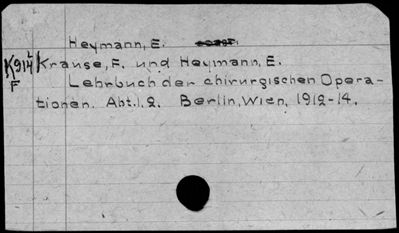 Heymann, E.
K914 Krause, F. und Heymann, E.
F Lehrbuch der chirurgischen Opera-
tionen. Abt.1.2. Berlin, Wien, 1912-14.